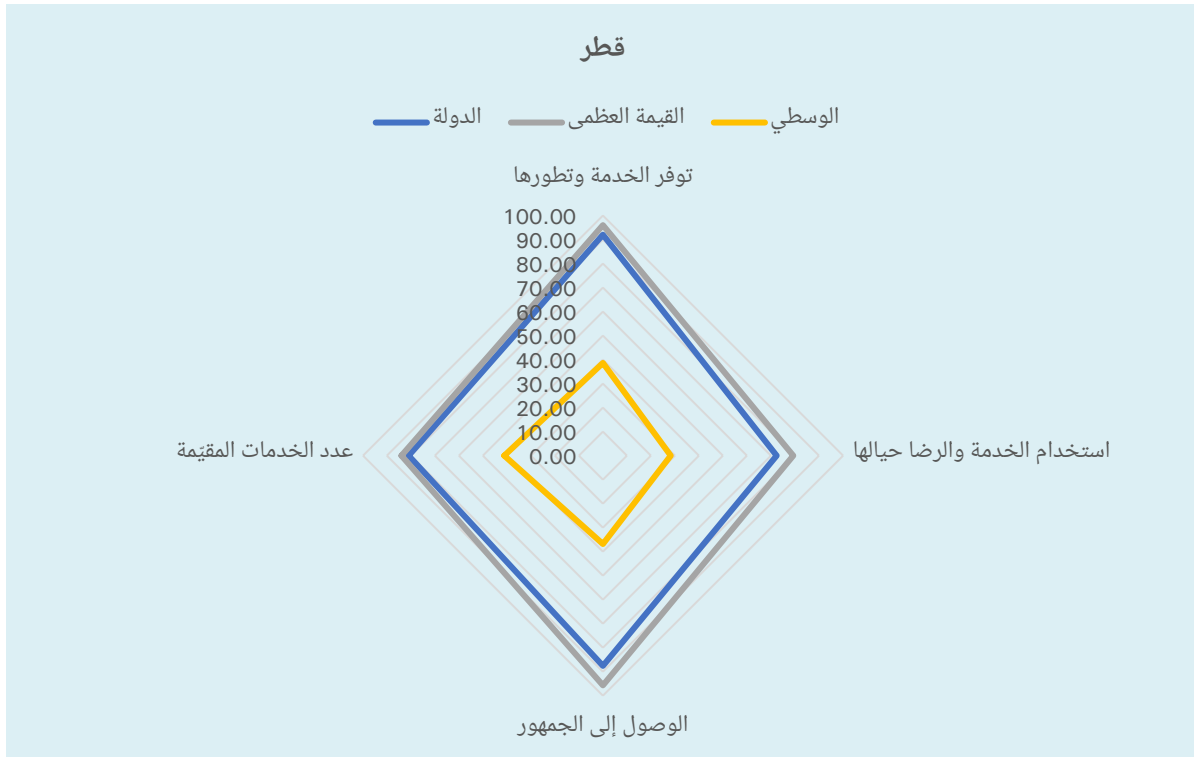 قطر
الدولة القيمة العظمى الوسطي
توفر الخدمة وتطورها
100.00
90.00
80.00
70.00
60.00
50.00
40.00
30.00
20.00
10.00
0.00
استخدام الخدمة والرضا حيالها
عدد الخدمات المقيّمة
الوصول إلى الجمهور